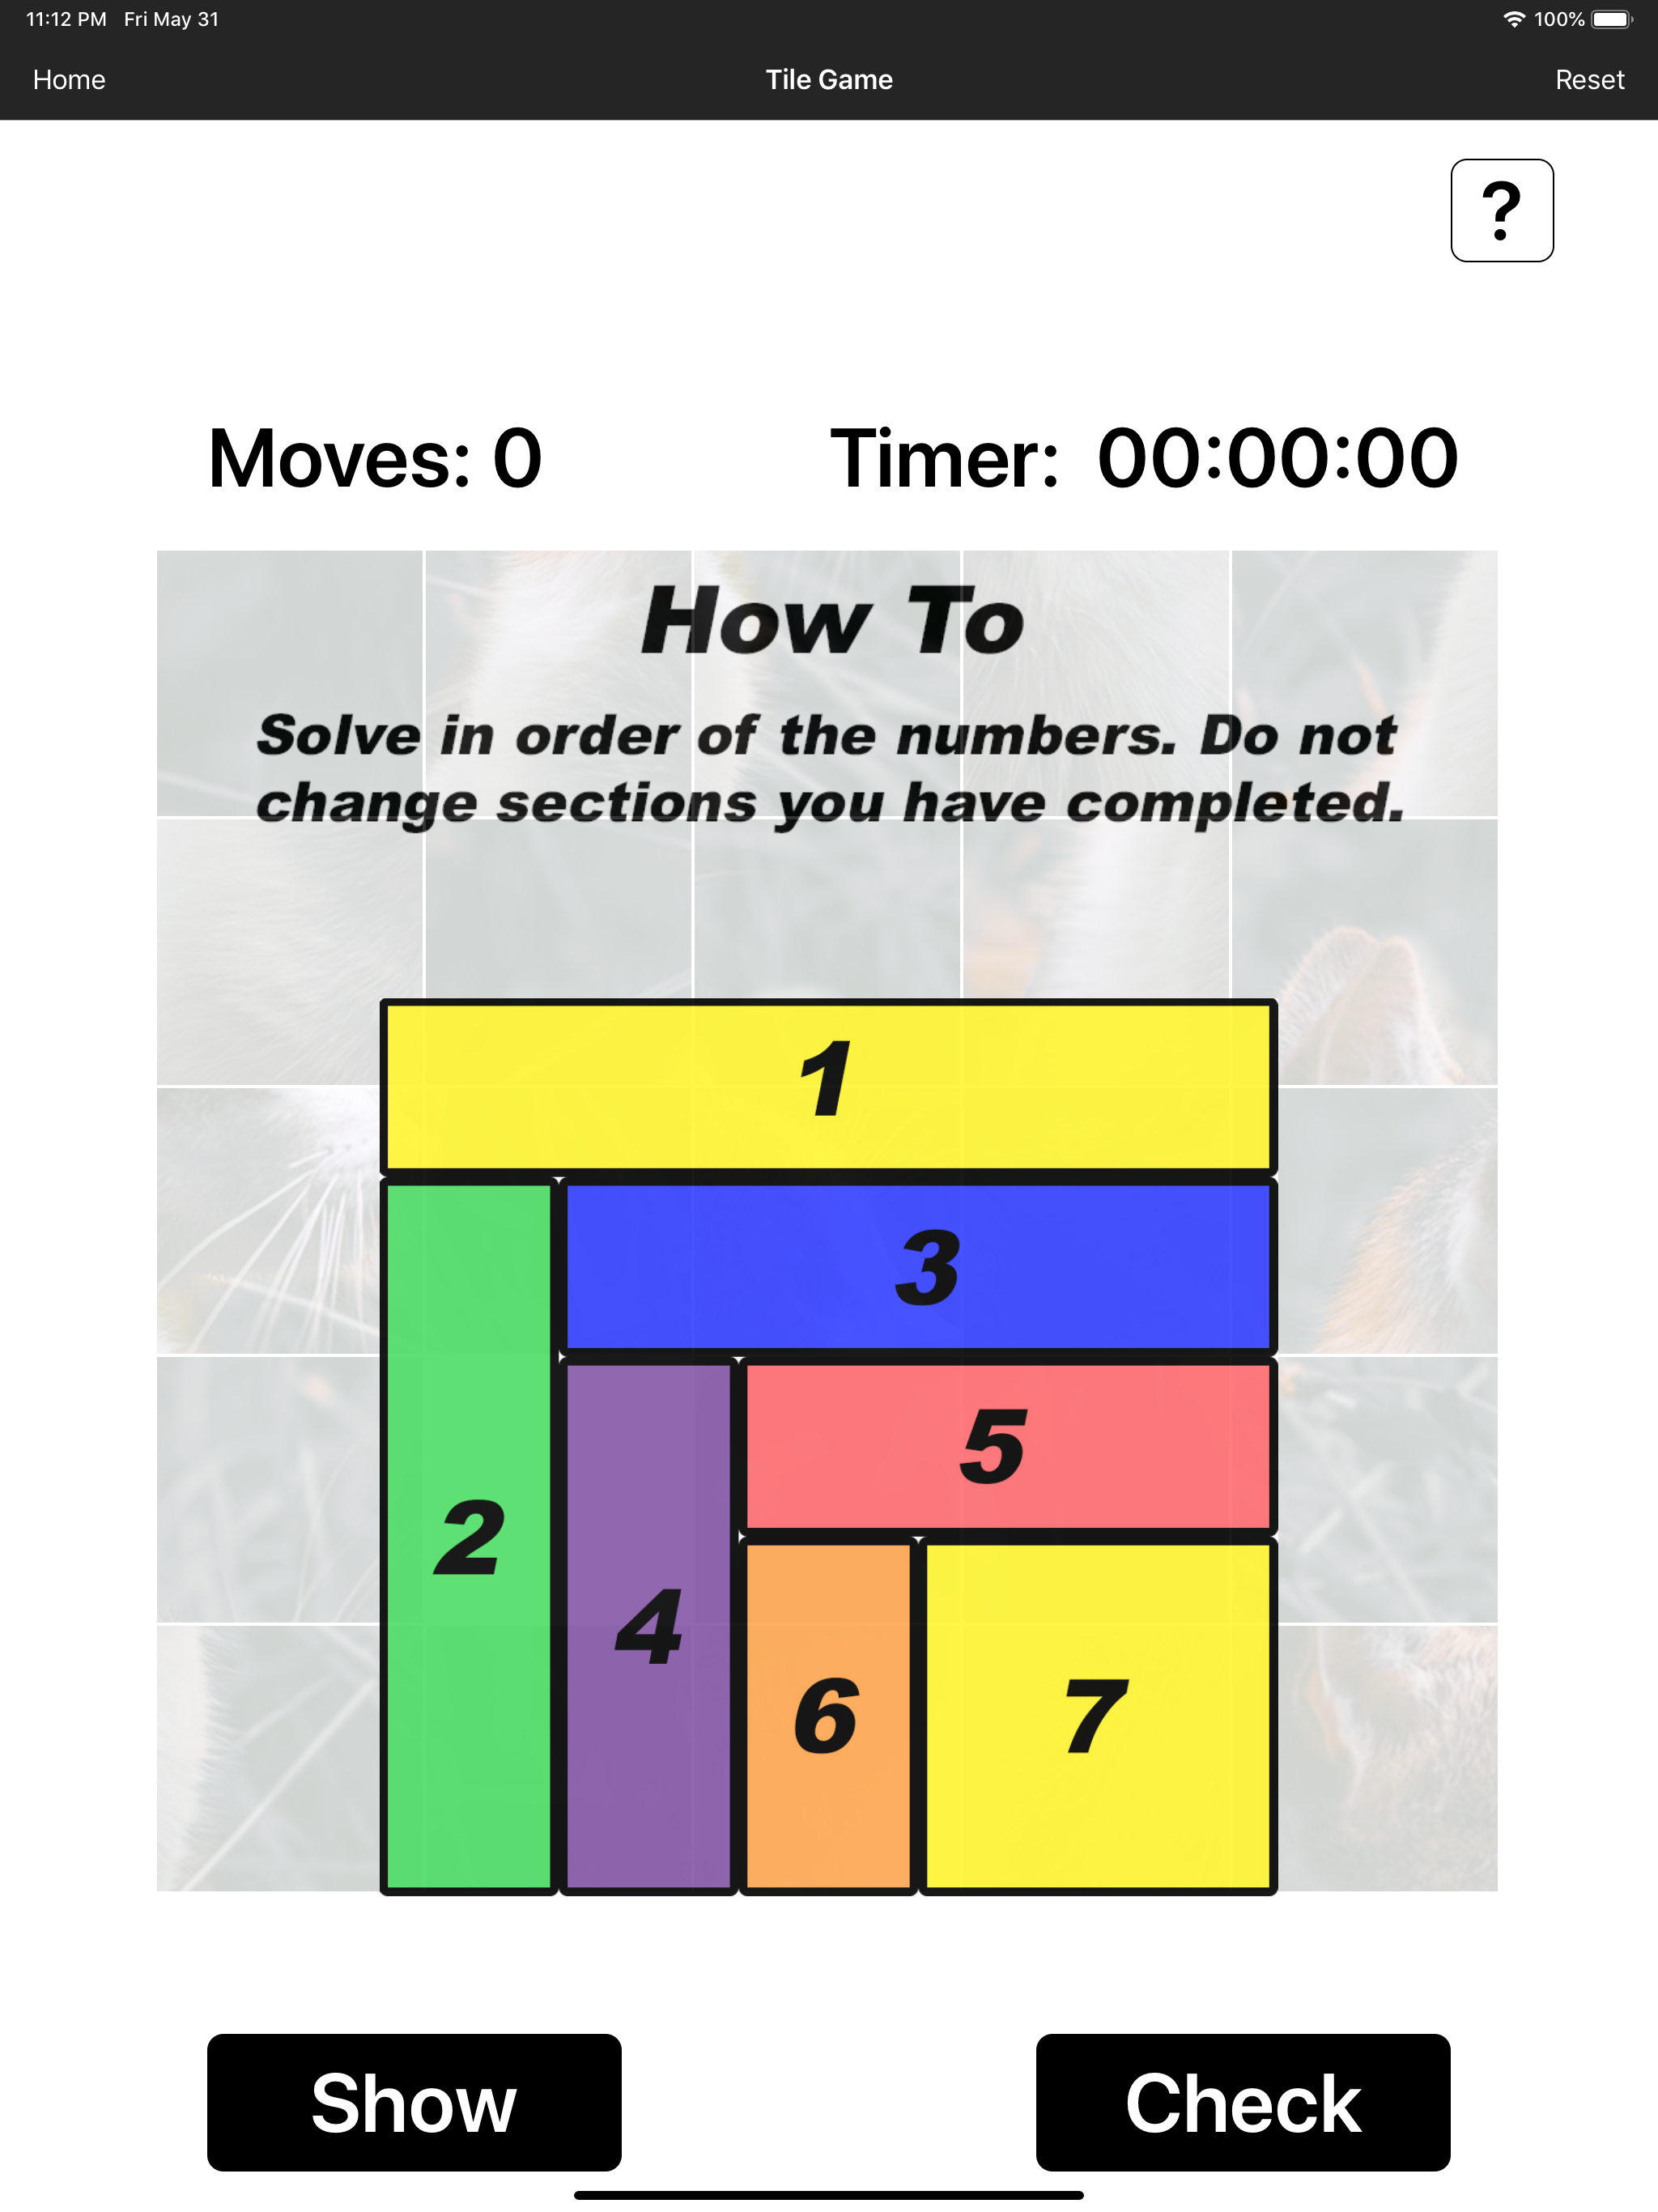 11:12 PM Fri May 31 100%
Home Tile Game Reset
?
Moves: 0 Timer: 00:00:00
How To
Solve in order of the numbers. Do not
change sections you have completed.
1
3
5
2
4
6
7
Show Check